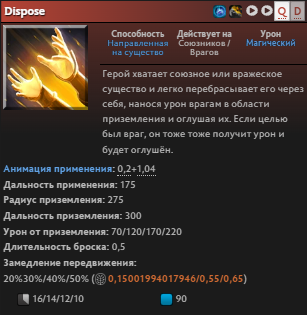 Dispose
Q D
Способность
Направленная
на существо
Действует на
Союзников /
Врагов
Урон
Магический
Герой хватает союзное или вражеское
существо и легко перебрасывает его через
себя, нанося урон врагам в области
приземления и оглушая их. Если целью
был враг, он тоже тоже получит урон и
будет оглушён.
Анимация применения: 0,2+1,04
Дальность применения: 175
Радиус приземления: 275
Дальность приземления: 300
Урон от приземления: 70/120/170/220
Длительность броска: 0,5
Замедление передвижения:
20%30%/40%/50% (0,15001994017946/0,55/0,65)
16/14/12/10
90